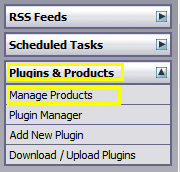 RSS Feeds
Scheduled Tasks
Plugins & Products
Manage Products
Plugin Manager
Add New Plugin
Download / Upload Plugins